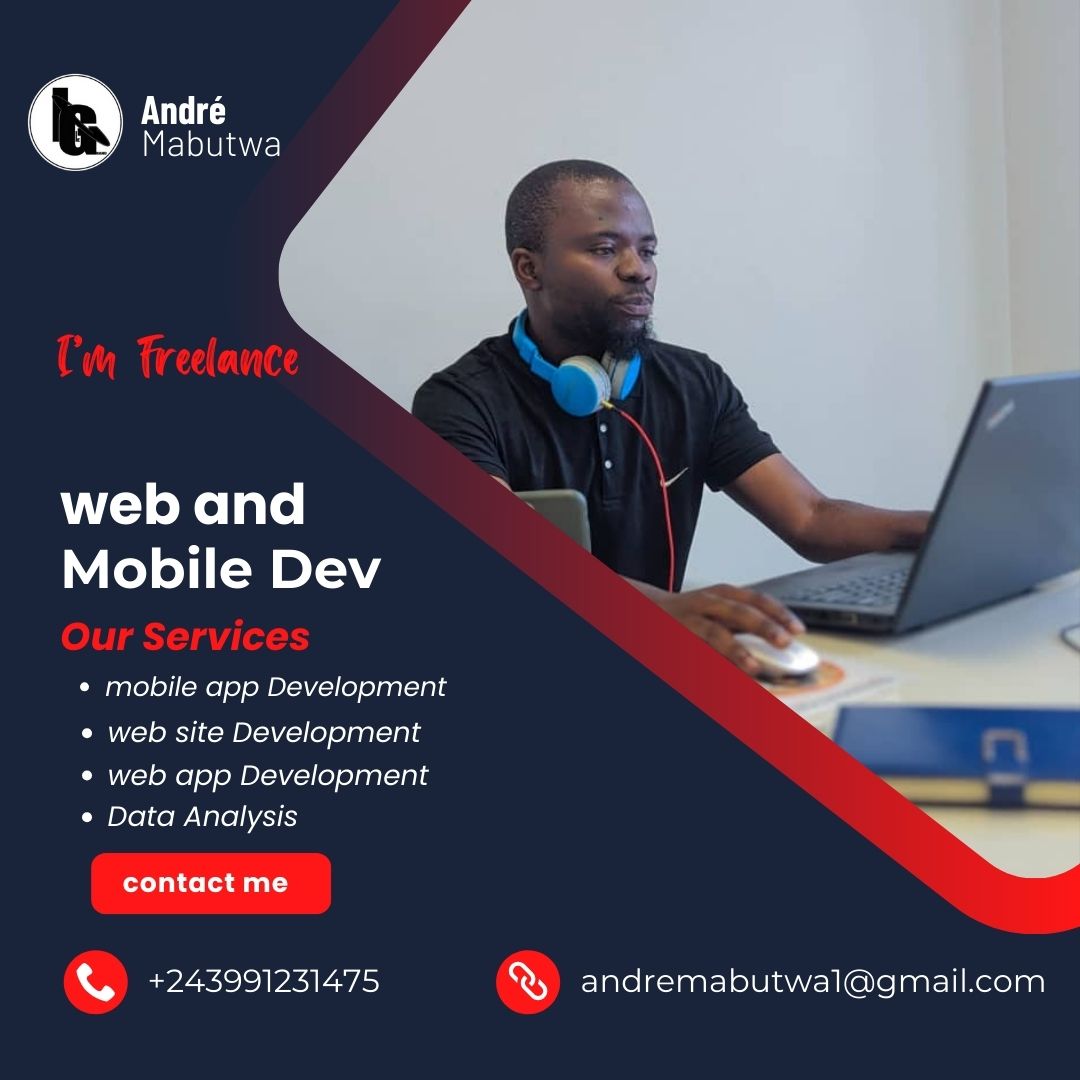 André
Mabutwa
I'm Freelance
web and
Mobile Dev
Our Services
• mobile app Development
• web site Development
• web app Development
• Data Analysis
contact me
+243991231475
andremabutwa1@gmail.com